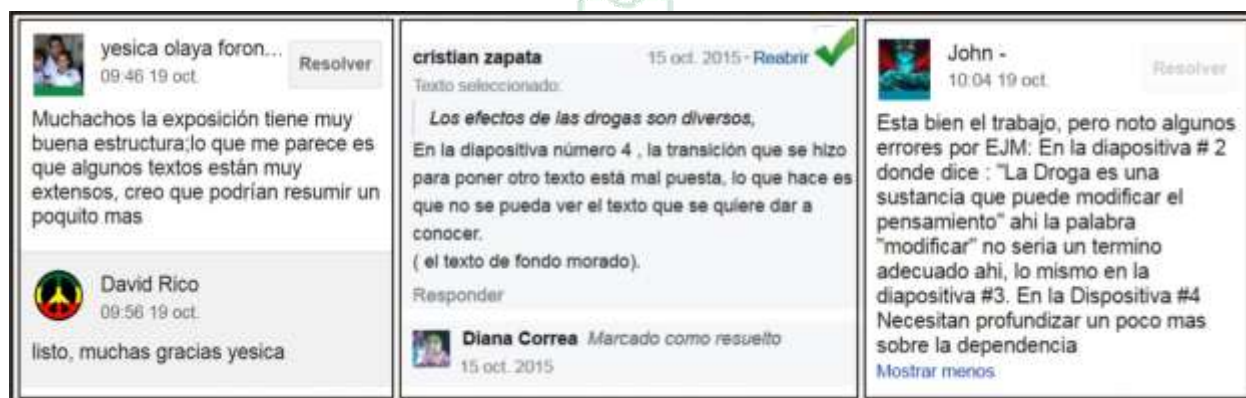 yesica olaya foron...
Resolver
09:46 19 oct.
Muchachos la exposición tiene muy
buena estructura;lo que me parece es
que algunos textos están muy
extensos, creo que podrían resumir un
poquito mas
David Rico
09:56 19 oct.
listo, muchas gracias yesica
cristian zapata
15 oct. 2015 · Reabrir
Texto seleccionado:
Los efectos de las drogas son diversos,
En la diapositiva número 4 , la transición que se hizo
para poner otro texto está mal puesta, lo que hace es
que no se pueda ver el texto que se quiere dar a
conocer.
( el texto de fondo morado).
Responder
Diana Correa Marcado como resuelto
15 oct. 2015
John -
Resolver
10:04 19 oct.
Esta bien el trabajo, pero noto algunos
errores por EJM: En la diapositiva # 2
donde dice : "La Droga es una
sustancia que puede modificar el
pensamiento" ahi la palabra
"modificar" no seria un termino
adecuado ahi, lo mismo en la
diapositiva #3. En la Dispositiva #4
Necesitan profundizar un poco mas
sobre la dependencia
Mostrar menos